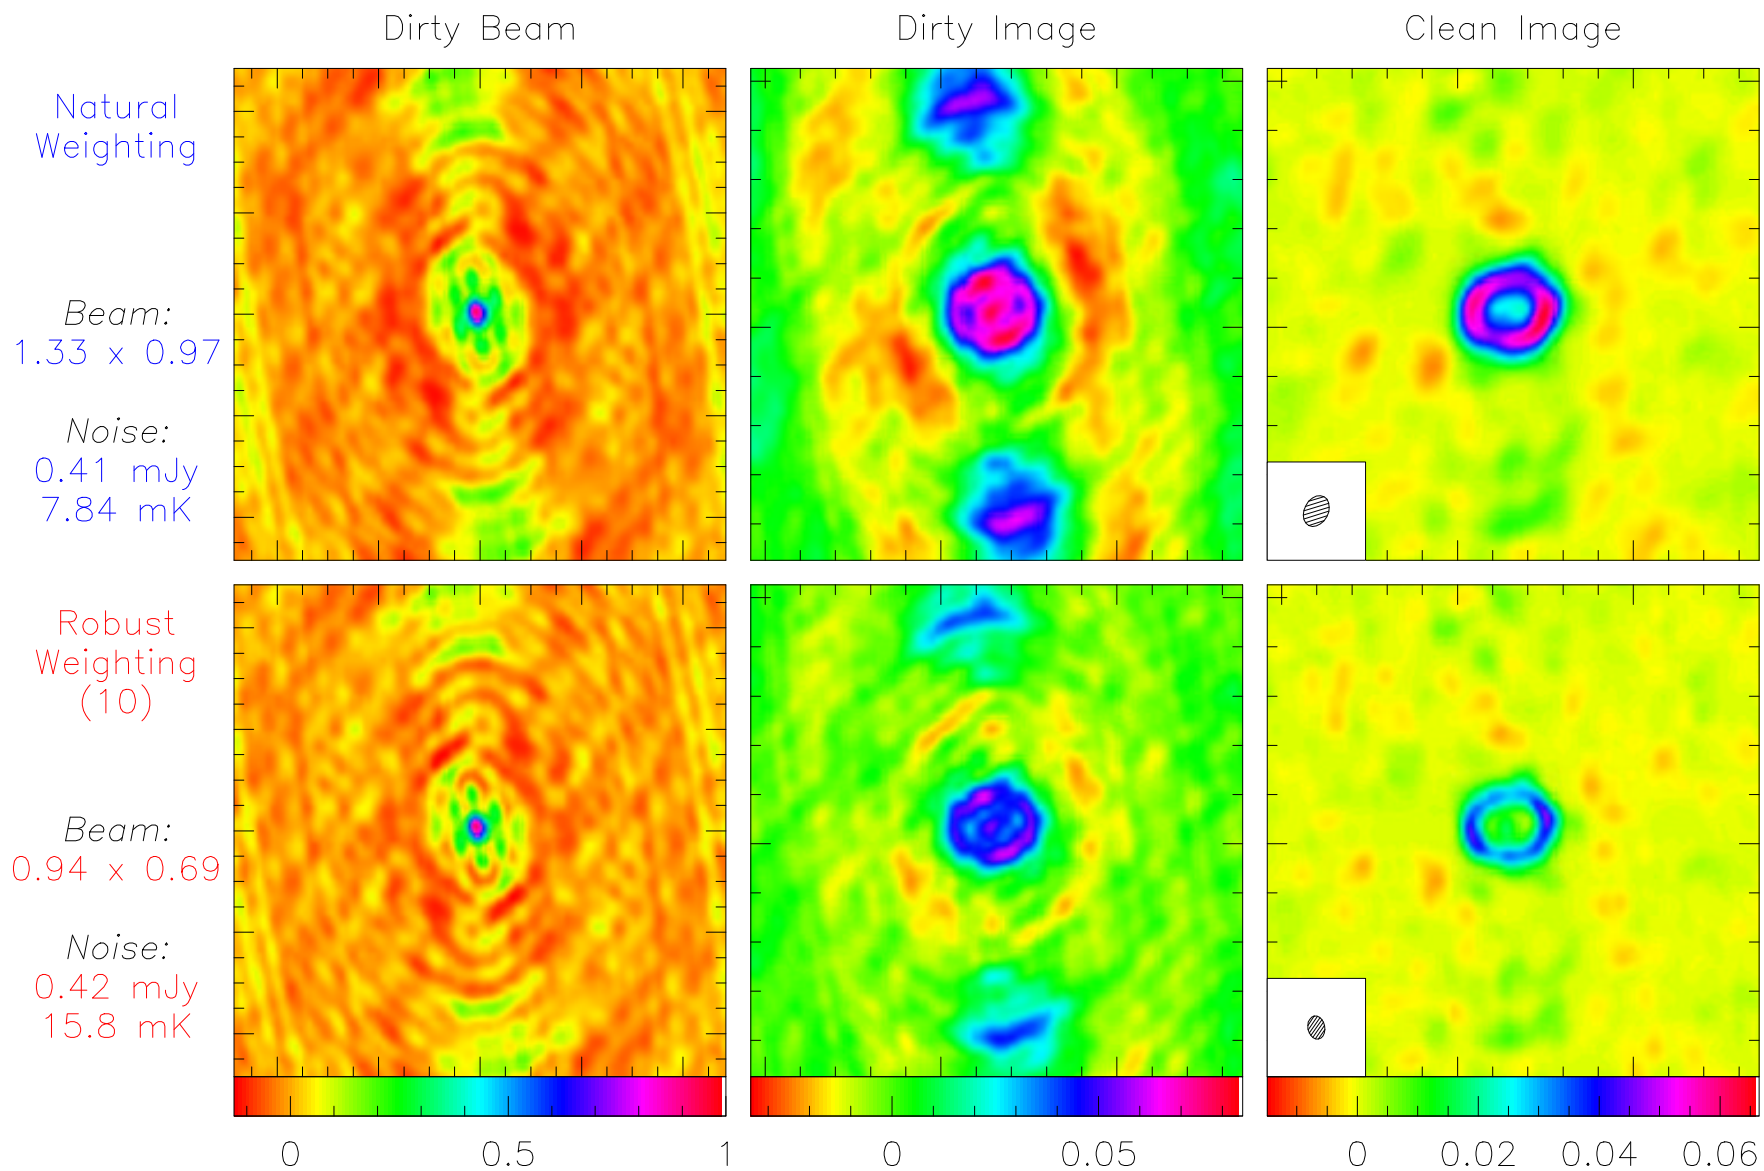 Dirty Beam
Dirty Image
Clean Image
Natural
Weighting
Beam:
1.33 x 0.97
Noise:
0.41 mJy
7.84 mK
Robust
Weighting
(10)
Beam:
0.94 x 0.69
Noise:
0.42 mJy
15.8 mK
0 0.5 1
0 0.05
0 0.02 0.04 0.06